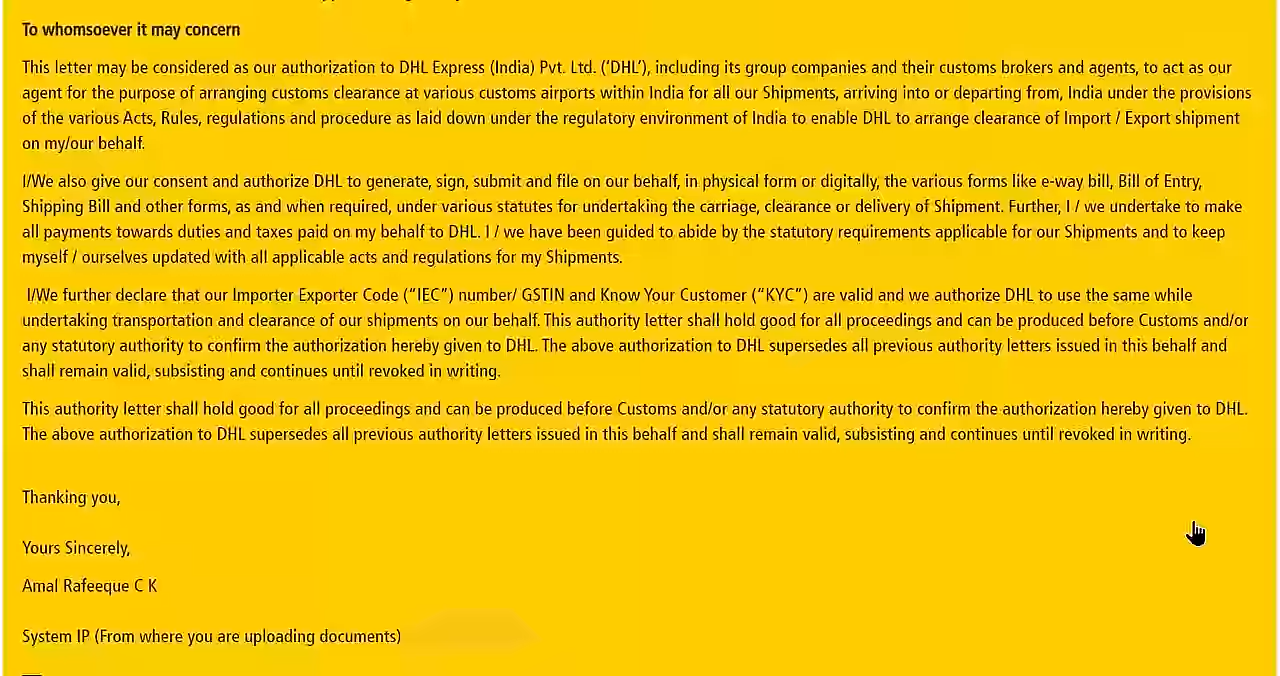 To whomsoever it may concern
This letter may be considered as our authorization to DHL Express (India) Pvt. Ltd. (‘DHL’), including its group companies and their customs brokers and agents, to act as our
agent for the purpose of arranging customs clearance at various customs airports within India for all our Shipments, arriving into or departing from, India under the provisions
of the various Acts, Rules, regulations and procedure as laid down under the regulatory environment of India to enable DHL to arrange clearance of Import / Export shipment
on my/our behalf.
I/We also give our consent and authorize DHL to generate, sign, submit and file on our behalf, in physical form or digitally, the various forms like e-way bill, Bill of Entry,
Shipping Bill and other forms, as and when required, under various statutes for undertaking the carriage, clearance or delivery of Shipment. Further, I / we undertake to make
all payments towards duties and taxes paid on my behalf to DHL. I / we have been guided to abide by the statutory requirements applicable for our Shipments and to keep
myself / ourselves updated with all applicable acts and regulations for my Shipments.
I/We further declare that our Importer Exporter Code (“IEC”) number/ GSTIN and Know Your Customer (“KYC”) are valid and we authorize DHL to use the same while
undertaking transportation and clearance of our shipments on our behalf. This authority letter shall hold good for all proceedings and can be produced before Customs and/or
any statutory authority to confirm the authorization hereby given to DHL. The above authorization to DHL supersedes all previous authority letters issued in this behalf and
shall remain valid, subsisting and continues until revoked in writing.
This authority letter shall hold good for all proceedings and can be produced before Customs and/or any statutory authority to confirm the authorization hereby given to DHL.
The above authorization to DHL supersedes all previous authority letters issued in this behalf and shall remain valid, subsisting and continues until revoked in writing.
Thanking you,
Yours Sincerely,
Amal Rafeeque C K
System IP (From where you are uploading documents)